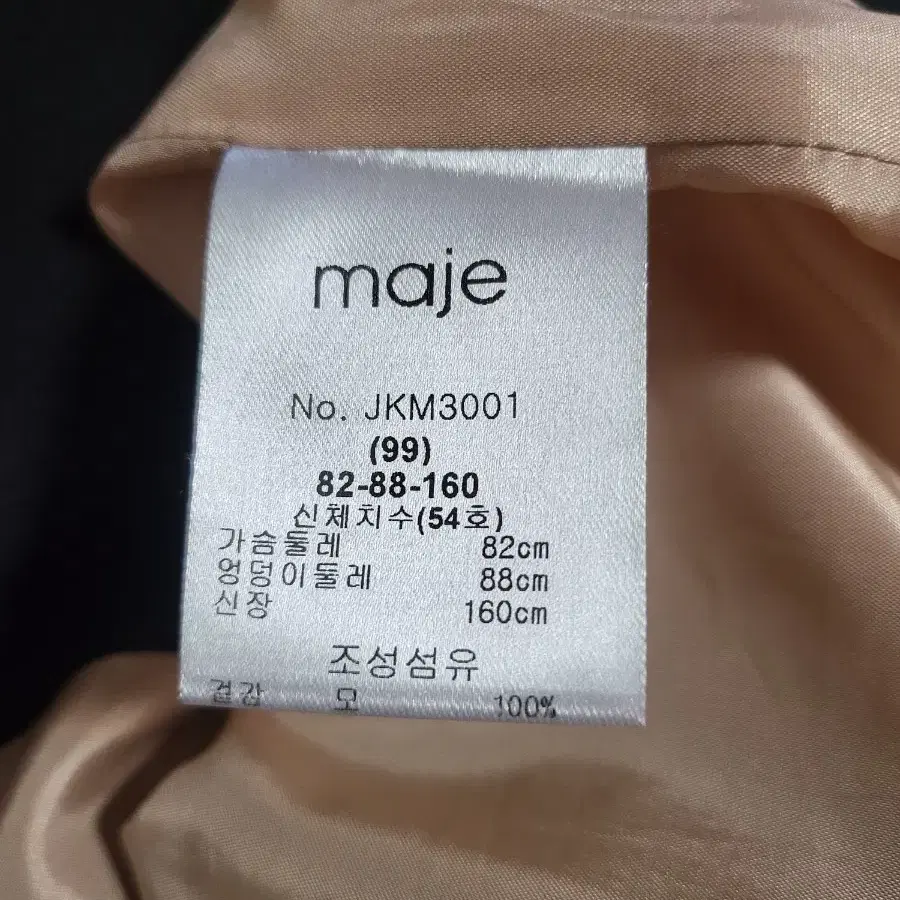 maje
No. JKM3001
(99)
82-88-160
신체치수(54호)
가슴둘레 82cm
엉덩이둘레 88cm
신장 160cm
조성섬유
겉감 모 100%